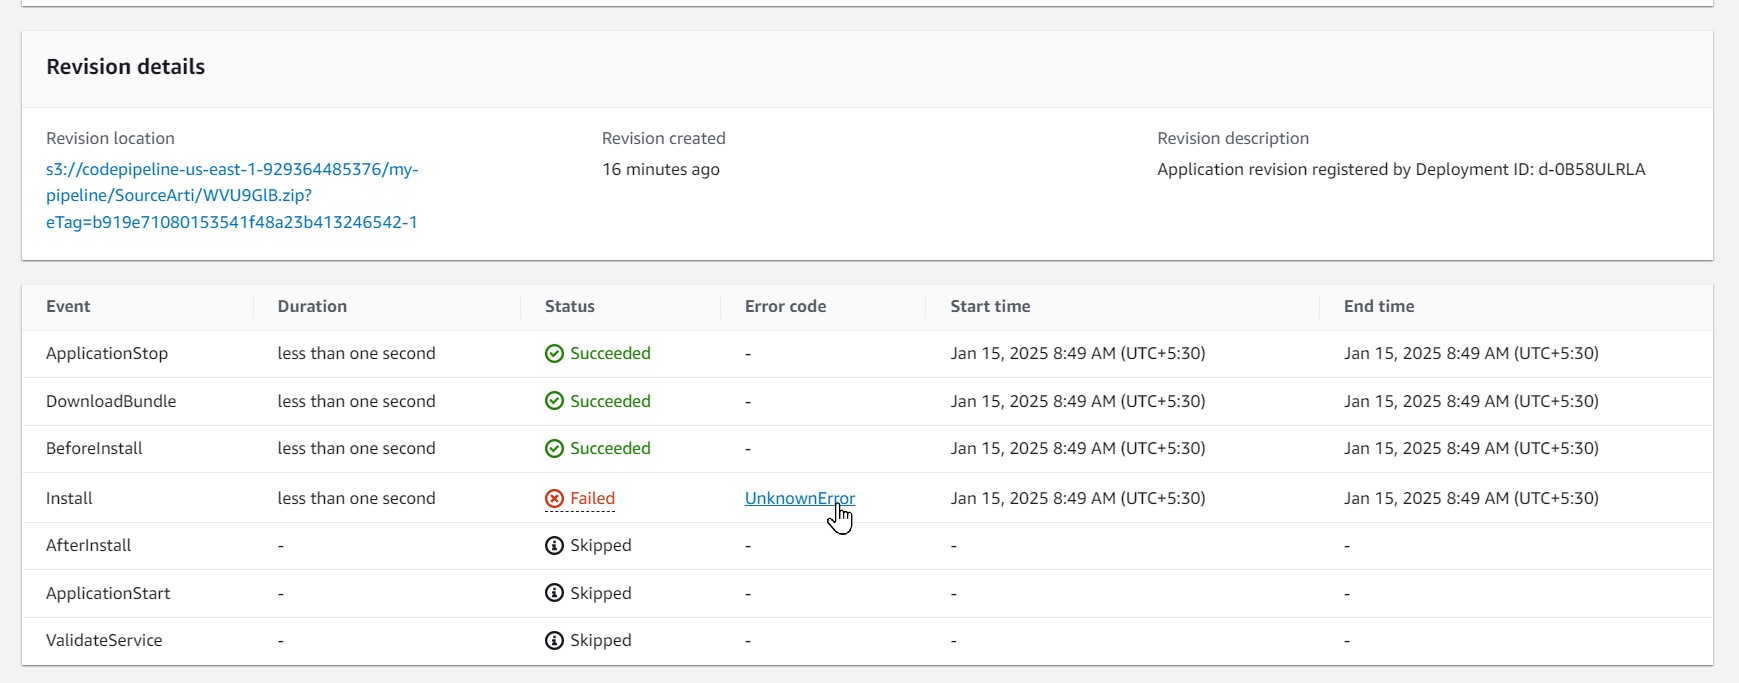 Revision details
Revision location Revision created Revision description
s3://codepipeline-us-east-1-929364485376/my- 16 minutes ago Application revision registered by Deployment ID: d-0B58ULRLA
pipeline/SourceArti/WVU9GlB.zip?
eTag=b919e71080153541f48a23b413246542-1
Event Duration Status Error code Start time End time
ApplicationStop less than one second Succeeded - Jan 15, 2025 8:49 AM (UTC+5:30) Jan 15, 2025 8:49 AM (UTC+5:30)
DownloadBundle less than one second Succeeded - Jan 15, 2025 8:49 AM (UTC+5:30) Jan 15, 2025 8:49 AM (UTC+5:30)
BeforeInstall less than one second Succeeded - Jan 15, 2025 8:49 AM (UTC+5:30) Jan 15, 2025 8:49 AM (UTC+5:30)
Install less than one second Failed UnknownError Jan 15, 2025 8:49 AM (UTC+5:30) Jan 15, 2025 8:49 AM (UTC+5:30)
AfterInstall - Skipped - - -
ApplicationStart - Skipped - - -
ValidateService - Skipped - - -